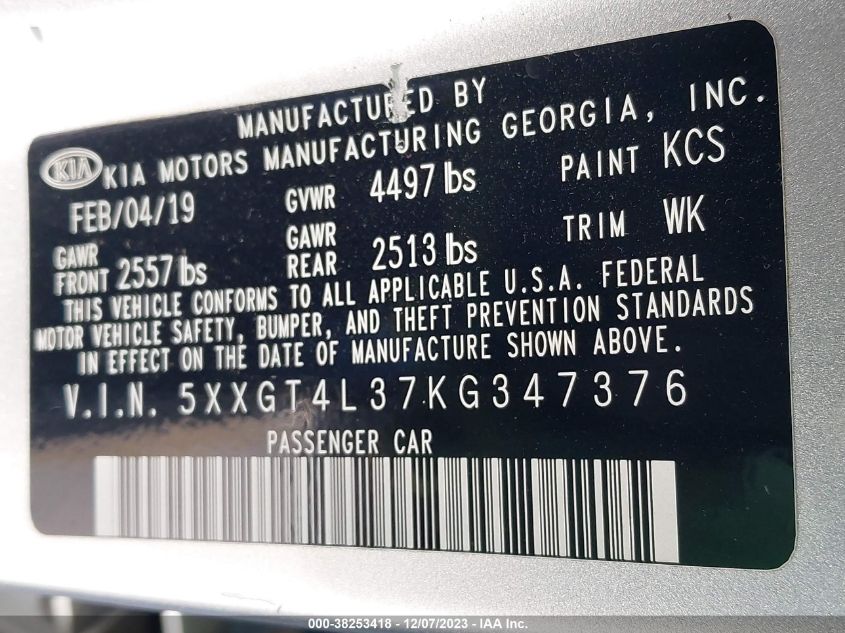 MANUFACTURED BY
KIA KIA MOTORS MANUFACTURING GEORGIA, INC.
FEB/04/19 GVWR 4497 lbs PAINT KCS
GAWR FRONT 2557 lbs GAWR REAR 2513 lbs TRIM WK
THIS VEHICLE CONFORMS TO ALL APPLICABLE U.S.A. FEDERAL
MOTOR VEHICLE SAFETY, BUMPER, AND THEFT PREVENTION STANDARDS
IN EFFECT ON THE DATE OF MANUFACTURE SHOWN ABOVE.
V.I.N. 5XXGT4L37KG347376
PASSENGER CAR
000-38253418 - 12/07/2023 - IAA Inc.